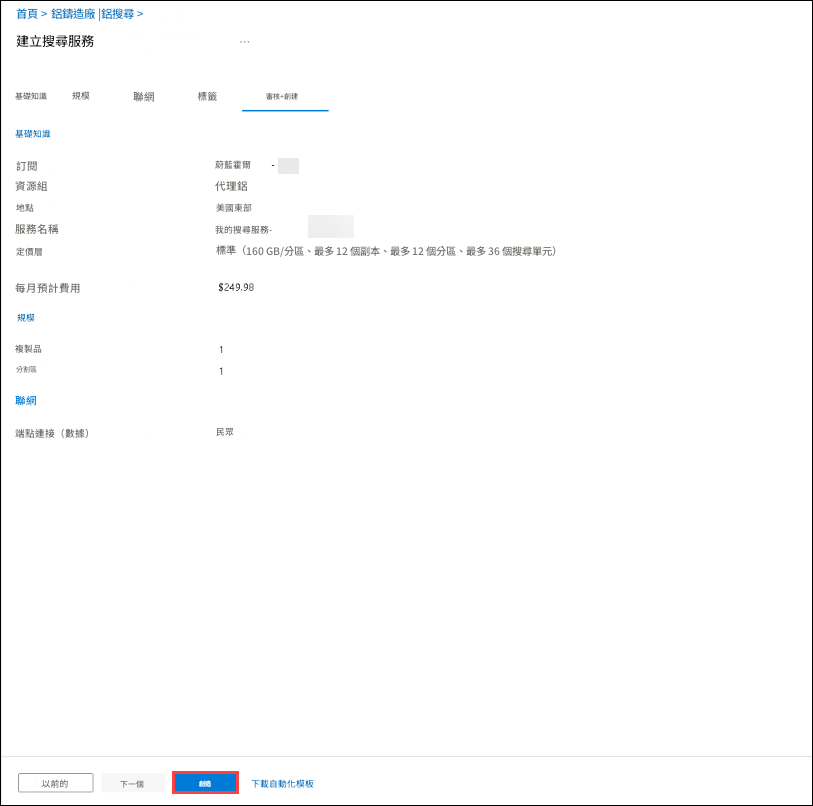 首頁 > 鋁鑄造廠 |鋁搜尋 >
建立搜尋服務 ...
基礎知識 規模 聯網 標籤 審核+創建
基礎知識
訂閱 蔚藍霍爾 -
資源組 代理鋁
地點 美國東部
服務名稱 我的搜尋服務-
定價層 標準（160 GB/分區、最多 12 個副本、最多 12 個分區、最多 36 個搜尋單元）
每月預計費用 $249.98
規模
複製品 1
分割區 1
聯網
端點連接（數據） 民眾
以前的 下一個 創造 下載自動化模板